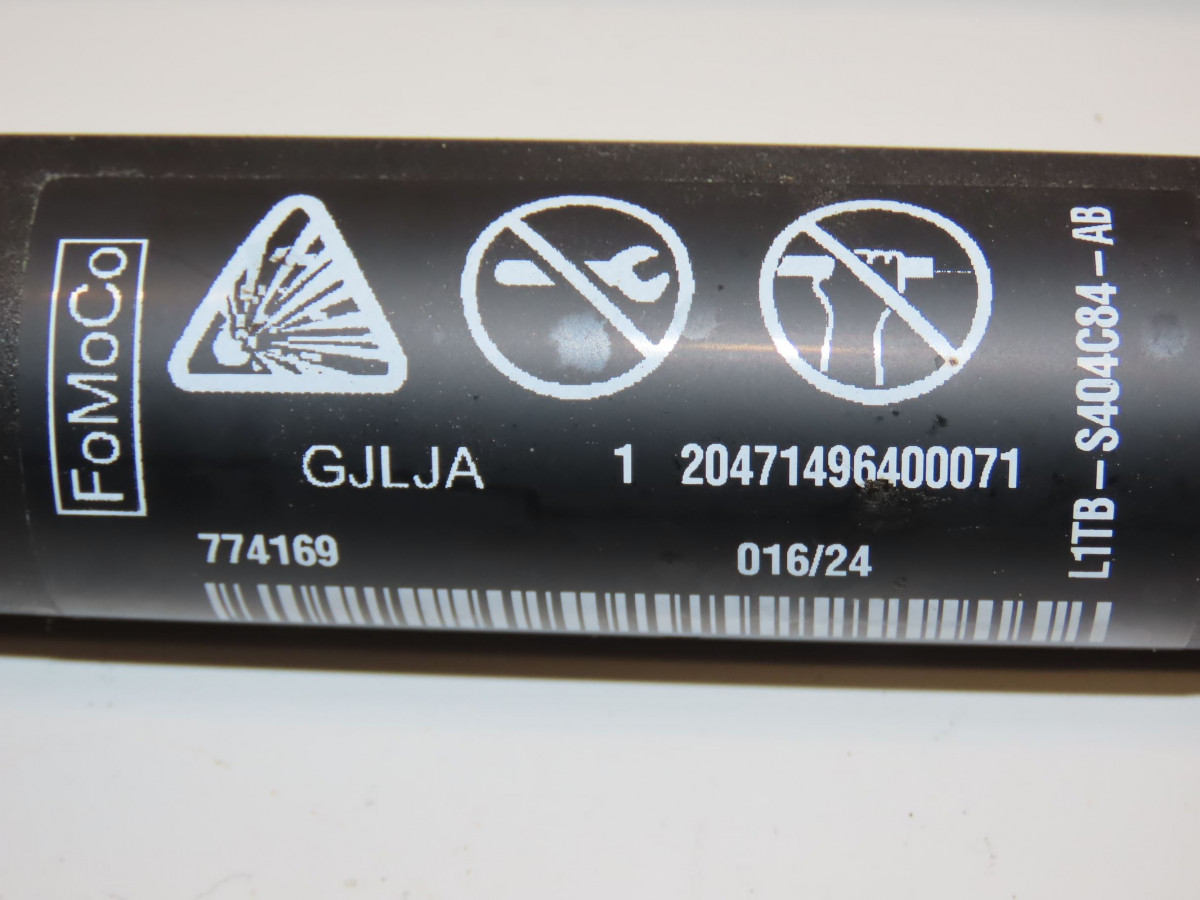 FoMoCo
GJLJA 1 20471496400071
774169 016/24
L1TB-S404C84-AB